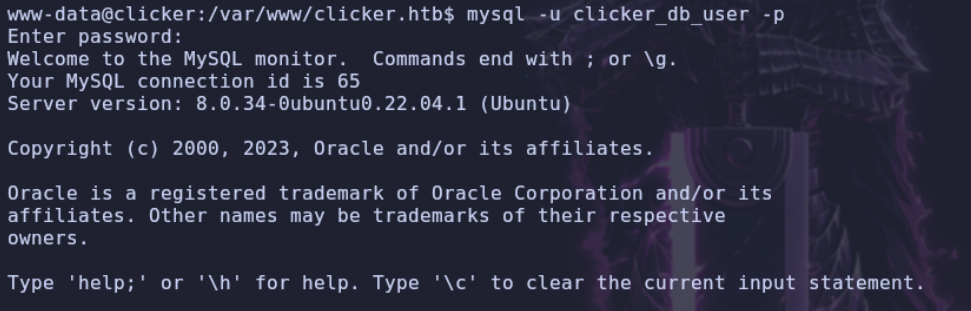 www-data@clicker:/var/www/clicker.htb$ mysql -u clicker_db_user -p
Enter password:
Welcome to the MySQL monitor.  Commands end with ; or \g.
Your MySQL connection id is 65
Server version: 8.0.34-0ubuntu0.22.04.1 (Ubuntu)

Copyright (c) 2000, 2023, Oracle and/or its affiliates.

Oracle is a registered trademark of Oracle Corporation and/or its
affiliates. Other names may be trademarks of their respective
owners.

Type 'help;' or '\h' for help. Type '\c' to clear the current input statement.